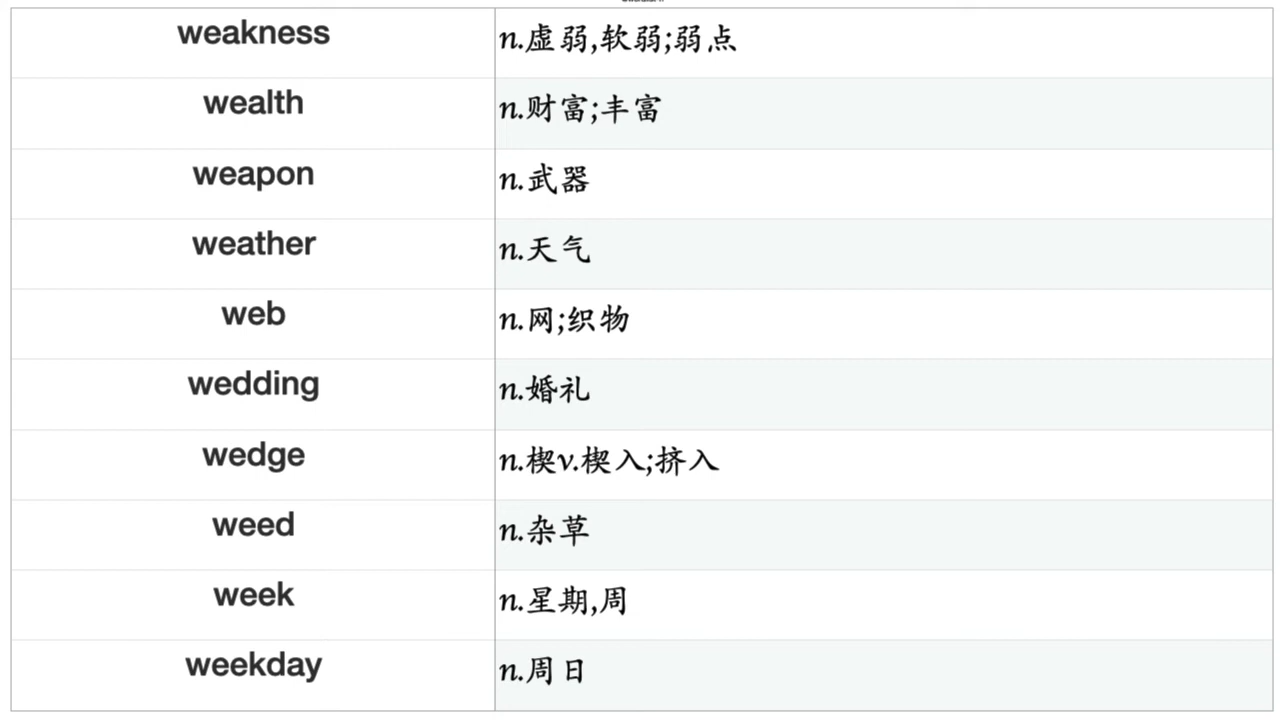 weakness n.虚弱,软弱;弱点
wealth n.财富;丰富
weapon n.武器
weather n.天气
web n.网;织物
wedding n.婚礼
wedge n.楔v.楔入;挤入
weed n.杂草
week n.星期,周
weekday n.周日